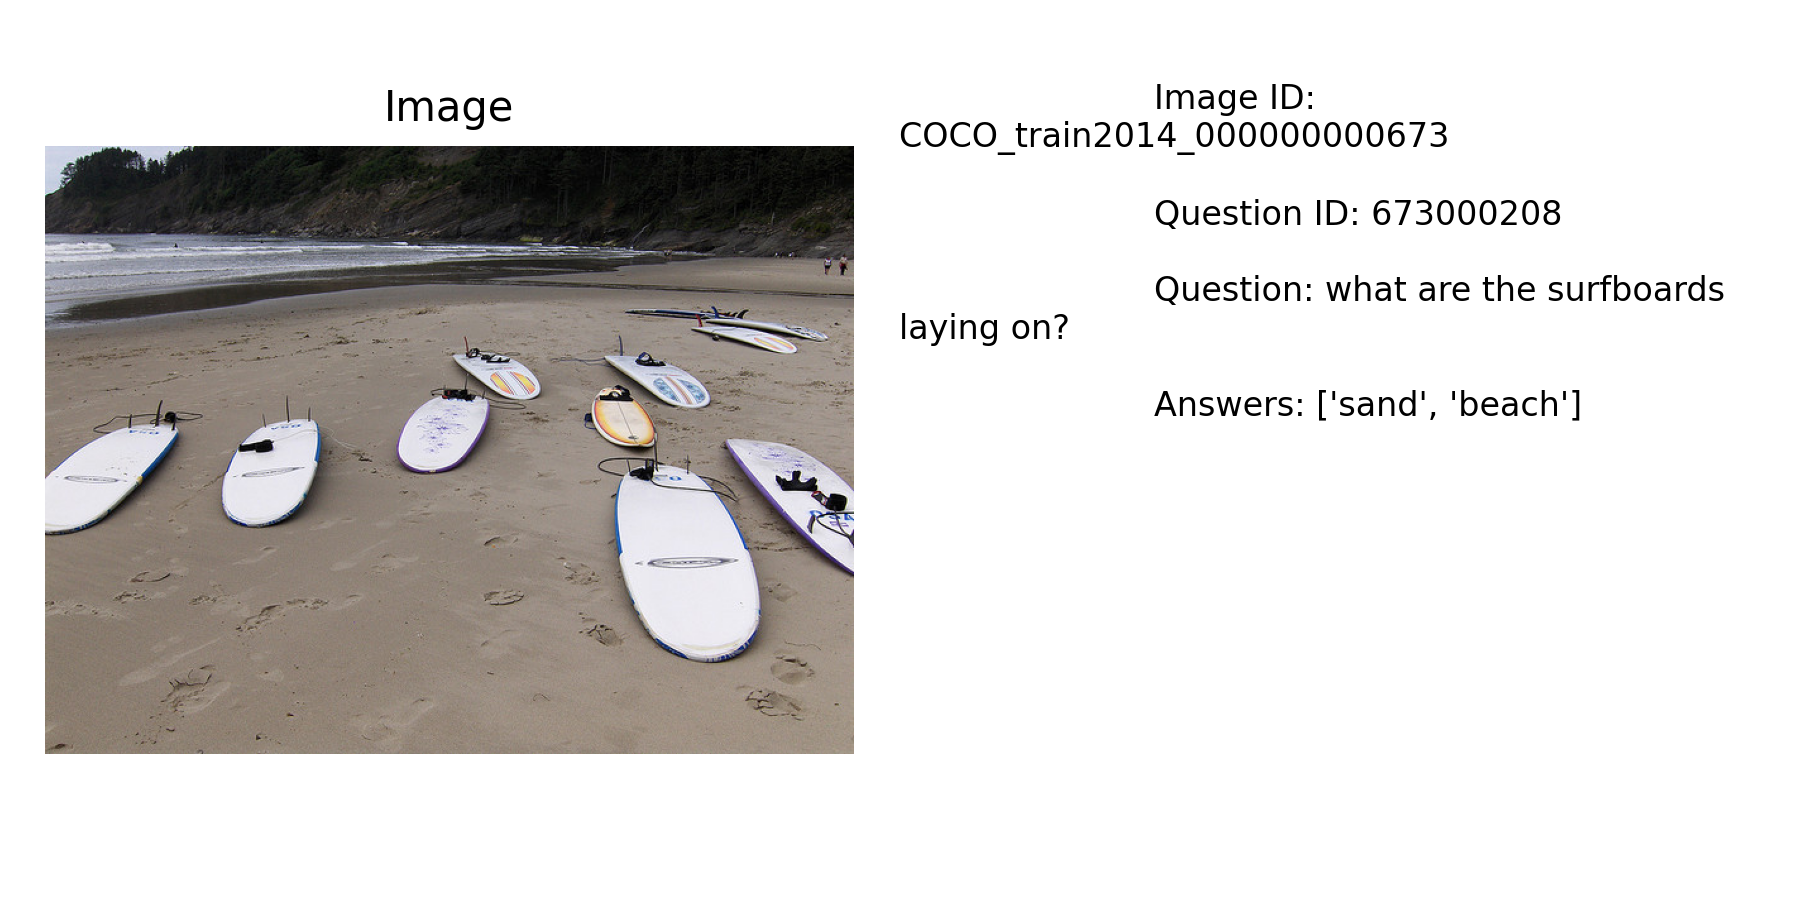 Image
Image ID:
COCO_train2014_000000000673
Question ID: 673000208
Question: what are the surfboards
laying on?
Answers: ['sand', 'beach']